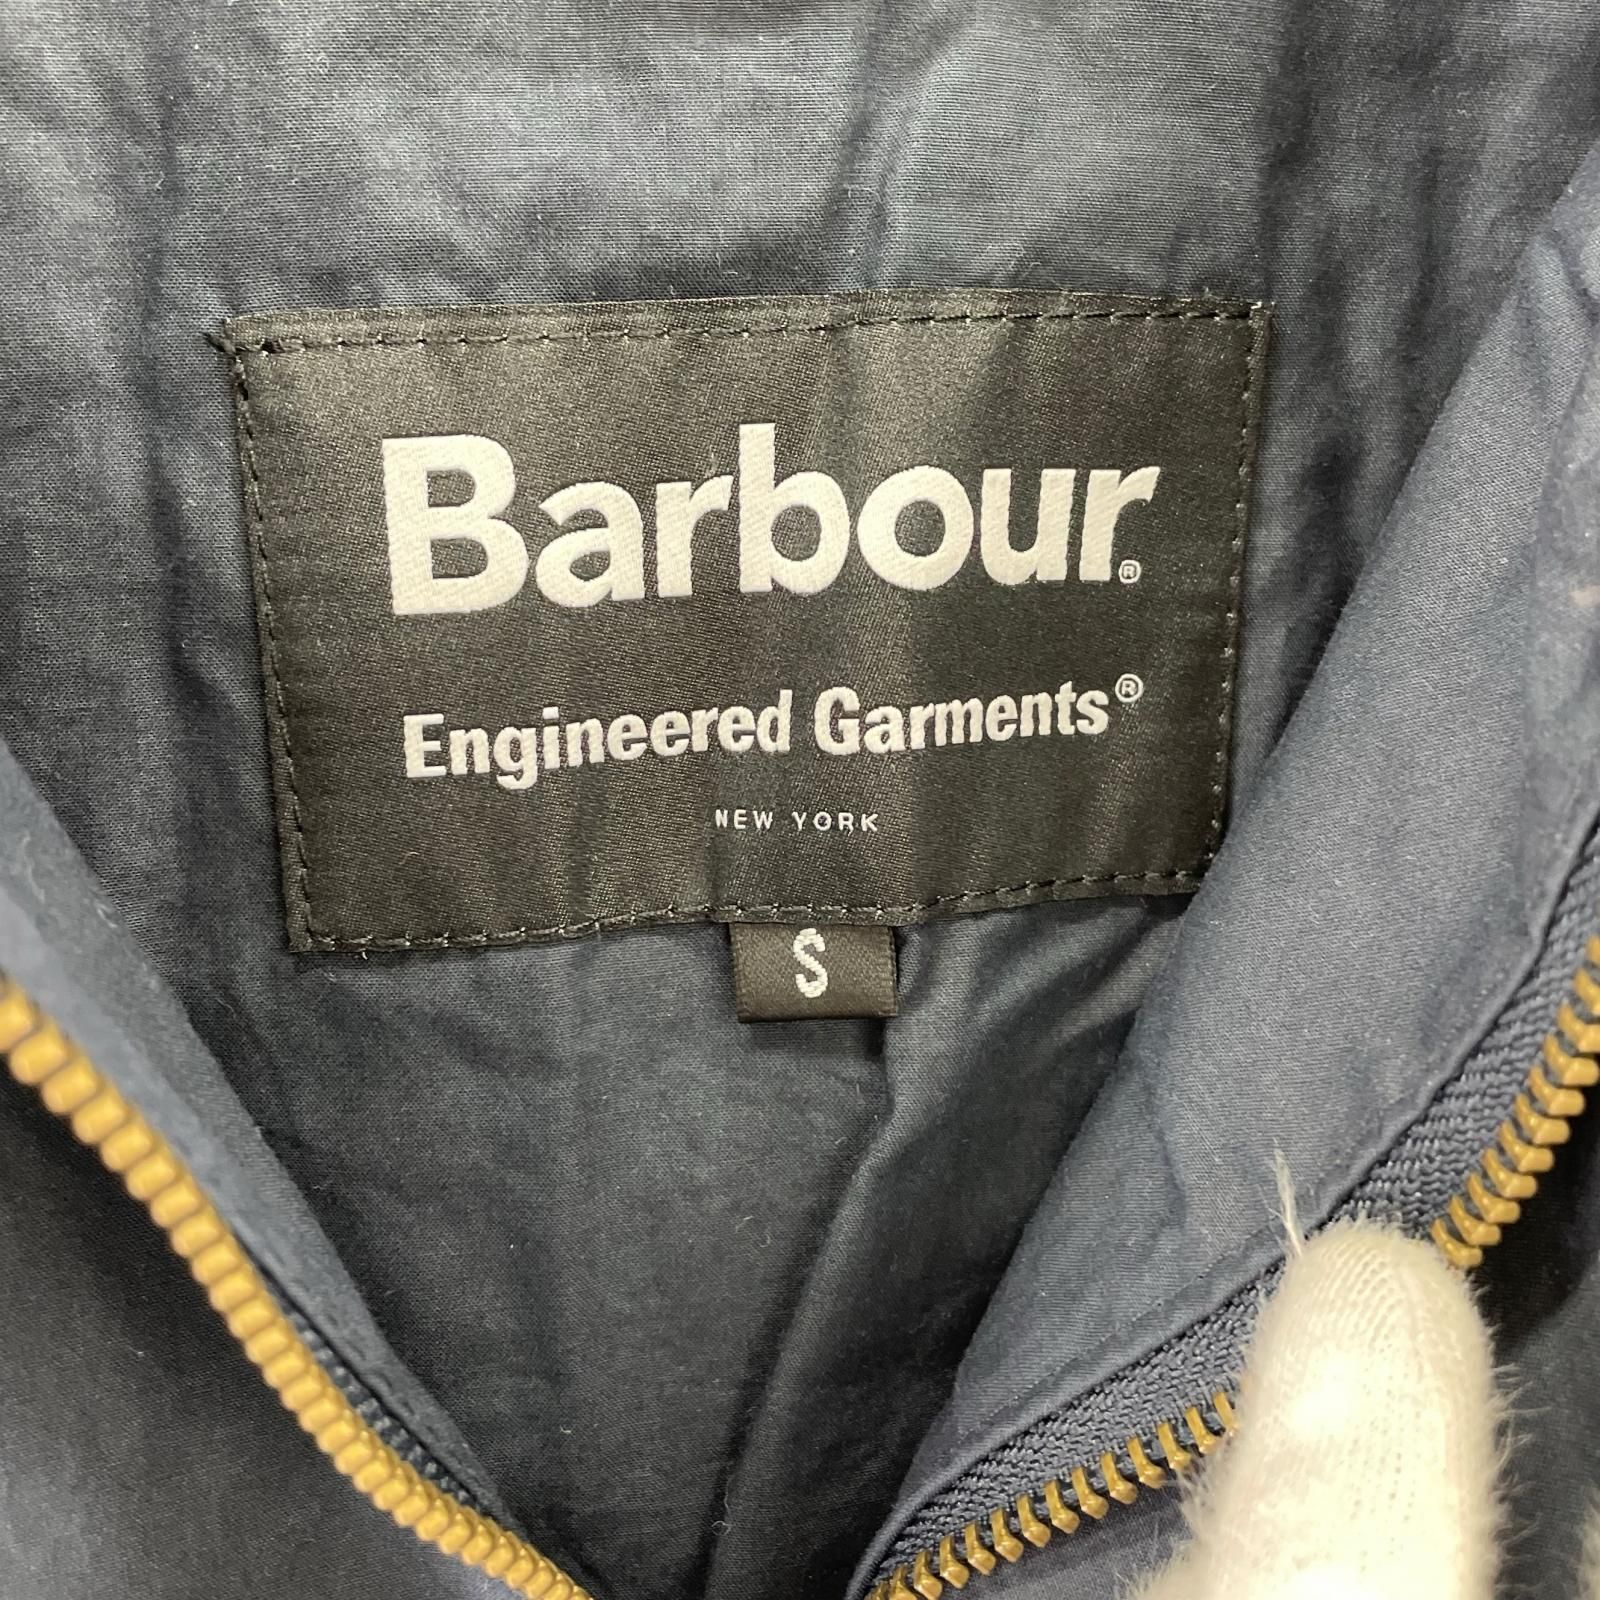 Barbour®
Engineered Garments®
NEW YORK
S